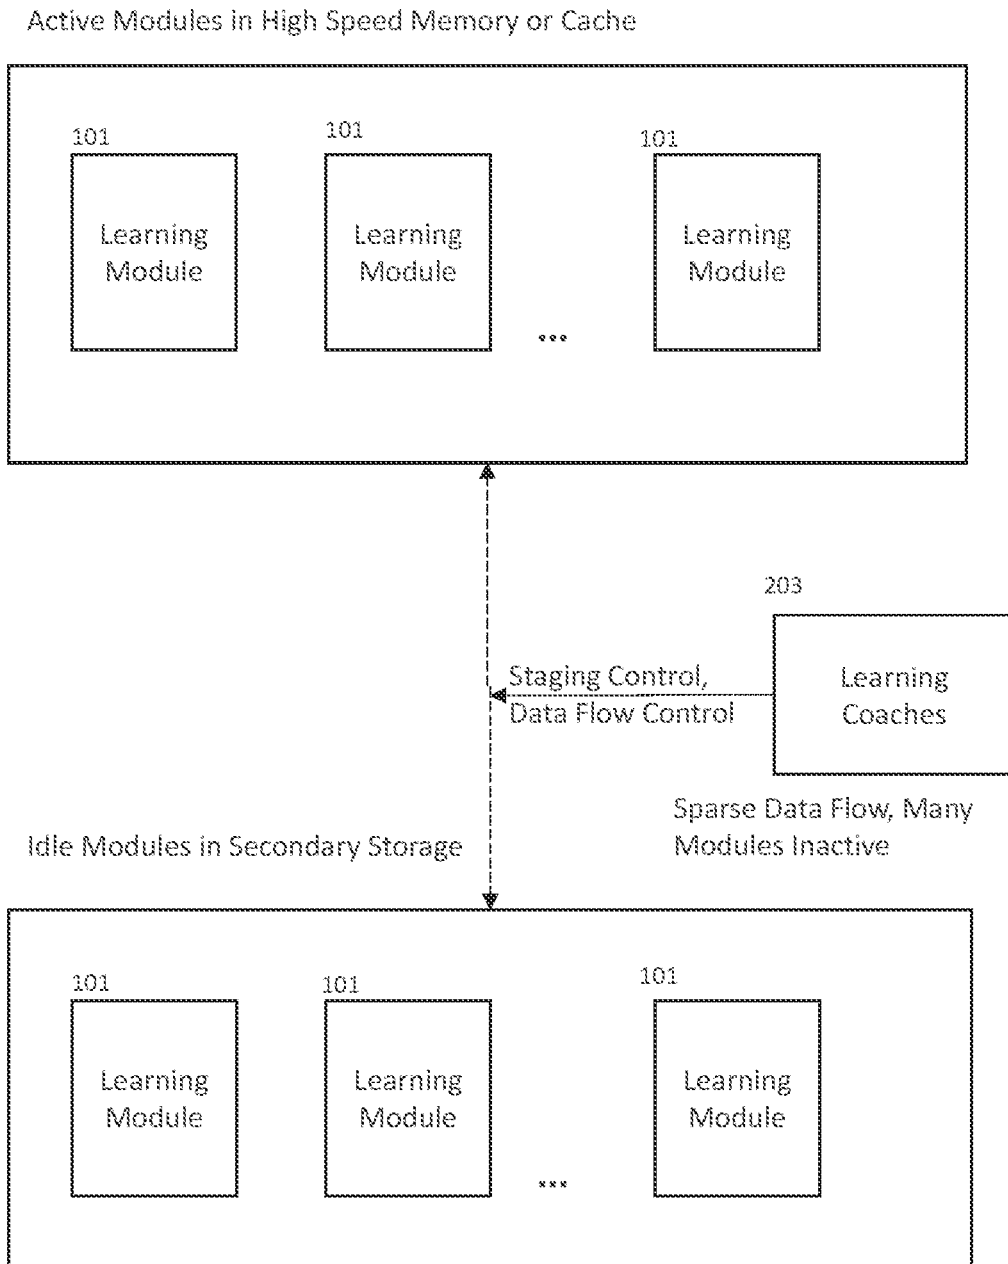 Active Modules in High Speed Memory or Cache
101
101
101
Learning
Module
Learning
Module
Learning
Module
...
203
Learning
Coaches
Staging Control,
Data Flow Control
Sparse Data Flow, Many
Modules Inactive
Idle Modules in Secondary Storage
101
101
101
Learning
Module
Learning
Module
Learning
Module
...